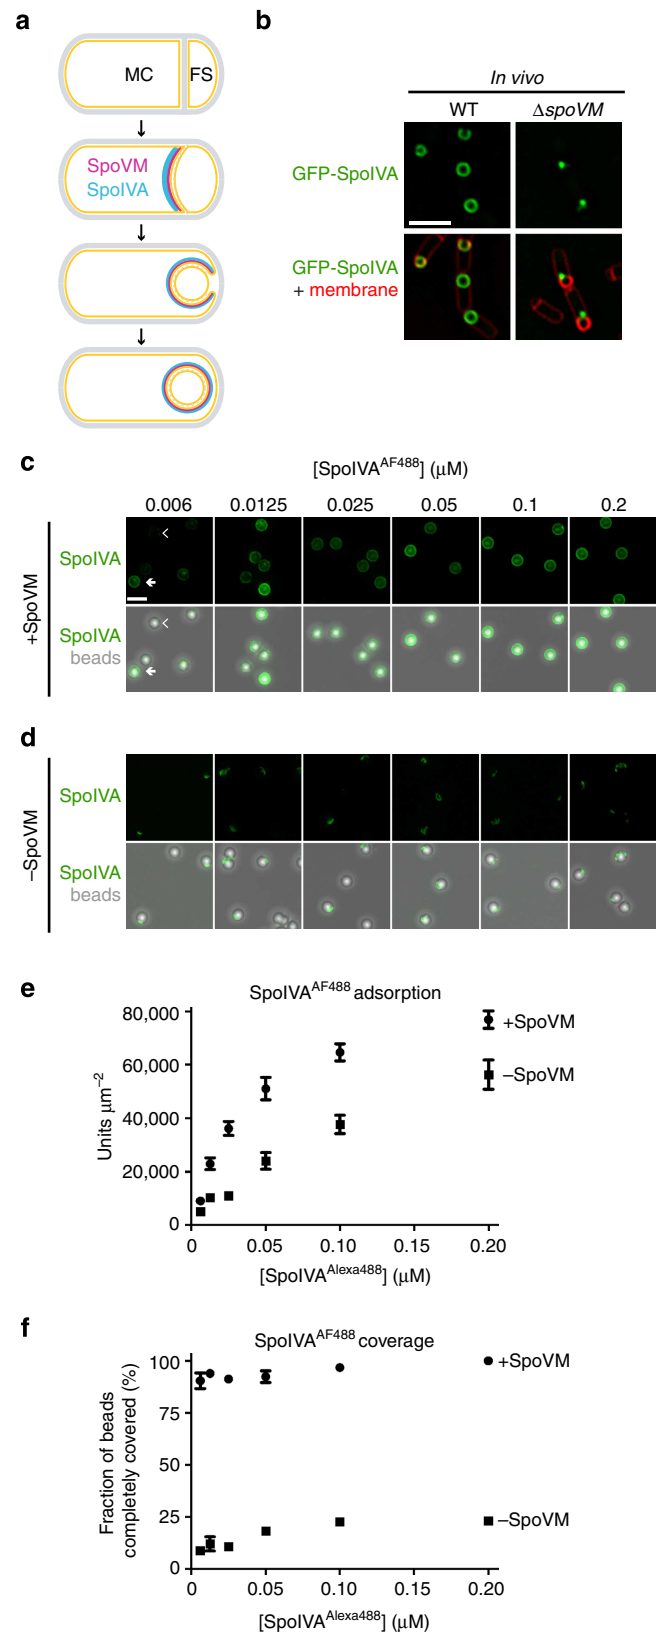 a
MC FS
SpoVM
SpoIVA
b
In vivo
WT ΔspoVM
GFP-SpoIVA
GFP-SpoIVA
+ membrane
c
[SpoIVA^AF488] (μM)
0.006 0.0125 0.025 0.05 0.1 0.2
+SpoVM
SpoIVA
SpoIVA
beads
d
–SpoVM
SpoIVA
SpoIVA
beads
e
SpoIVA^AF488 adsorption
80,000
60,000
40,000
20,000
0
Units μm⁻²
+SpoVM
–SpoVM
0 0.05 0.10 0.15 0.20
[SpoIVA^Alexa488] (μM)
f
SpoIVA^AF488 coverage
100
75
50
25
0
Fraction of beads
completely covered (%)
+SpoVM
–SpoVM
0 0.05 0.10 0.15 0.20
[SpoIVA^Alexa488] (μM)